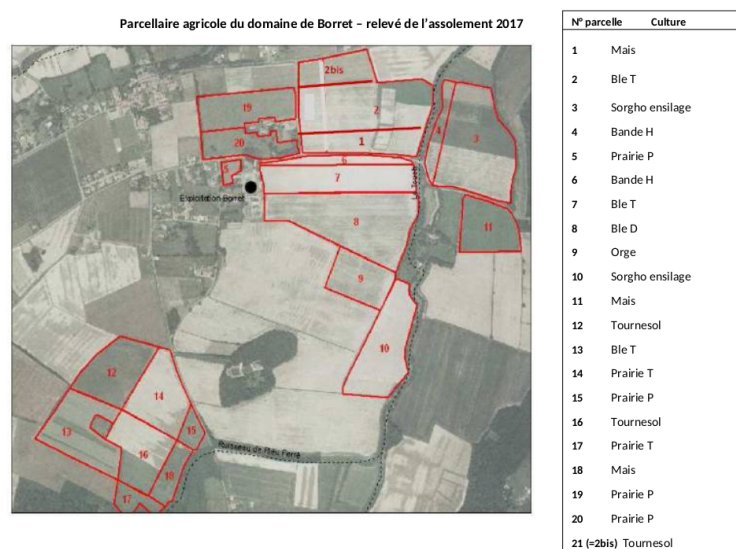 Parcellaire agricole du domaine de Borret – relevé de l'assolement 2017
N° parcelle Culture
1 Mais
2 Ble T
3 Sorgho ensilage
4 Bande H
5 Prairie P
6 Bande H
7 Ble T
8 Ble D
9 Orge
10 Sorgho ensilage
11 Mais
12 Tournesol
13 Ble T
14 Prairie T
15 Prairie P
16 Tournesol
17 Prairie T
18 Mais
19 Prairie P
20 Prairie P
21 (=2bis) Tournesol
2bis
19
2
20
1
4
3
6
5
7
Exploitation Borret
8
11
9
10
12
14
13
15
16
18
17
Ruisseau de